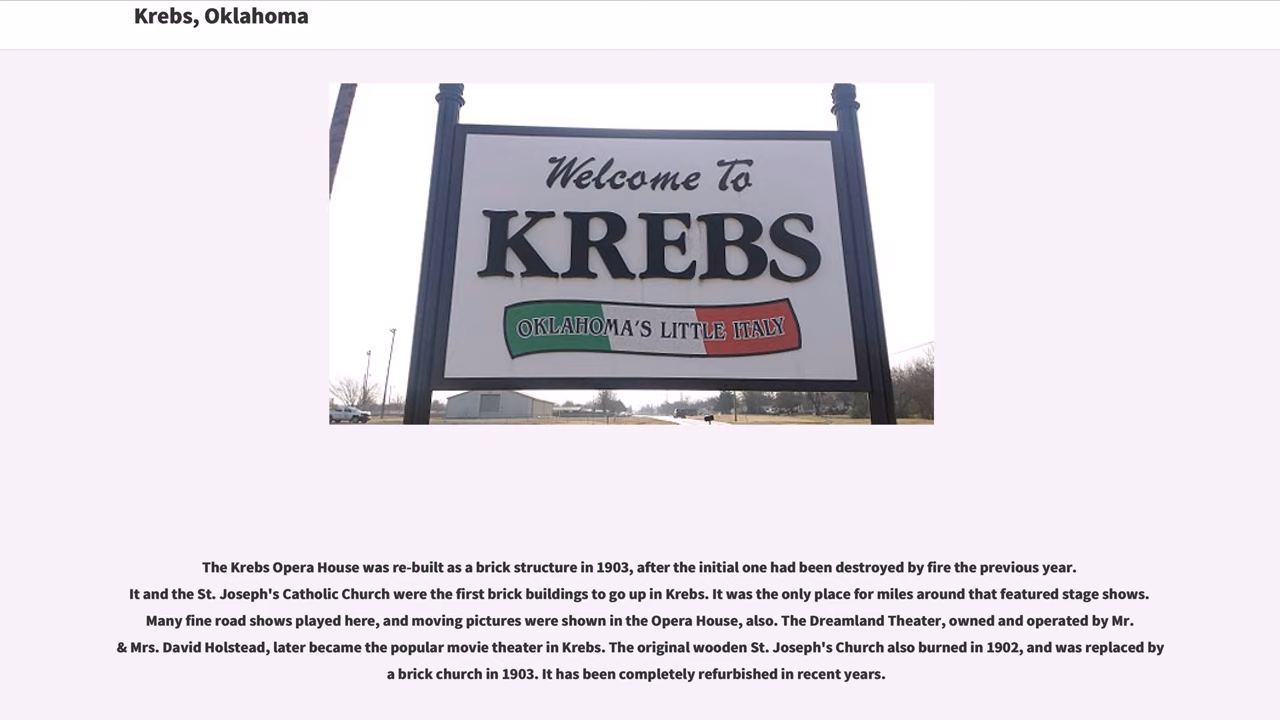 Krebs, Oklahoma
Welcome To
KREBS
OKLAHOMA'S LITTLE ITALY
The Krebs Opera House was re-built as a brick structure in 1903, after the initial one had been destroyed by fire the previous year.
It and the St. Joseph's Catholic Church were the first brick buildings to go up in Krebs. It was the only place for miles around that featured stage shows.
Many fine road shows played here, and moving pictures were shown in the Opera House, also. The Dreamland Theater, owned and operated by Mr.
& Mrs. David Holstead, later became the popular movie theater in Krebs. The original wooden St. Joseph's Church also burned in 1902, and was replaced by
a brick church in 1903. It has been completely refurbished in recent years.